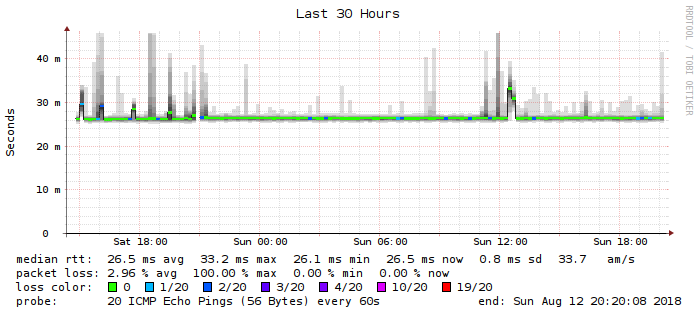 Last 30 Hours
RRDTOOL / TOBI OETIKER
Seconds
40 m
30 m
20 m
10 m
0
Sat 18:00 Sun 00:00 Sun 06:00 Sun 12:00 Sun 18:00
median rtt: 26.5 ms avg 33.2 ms max 26.1 ms min 26.5 ms now 0.8 ms sd 33.7 am/s
packet loss: 2.96 % avg 100.00 % max 0.00 % min 0.00 % now
loss color: 0 1/20 2/20 3/20 4/20 10/20 19/20
probe: 20 ICMP Echo Pings (56 Bytes) every 60s end: Sun Aug 12 20:20:08 2018